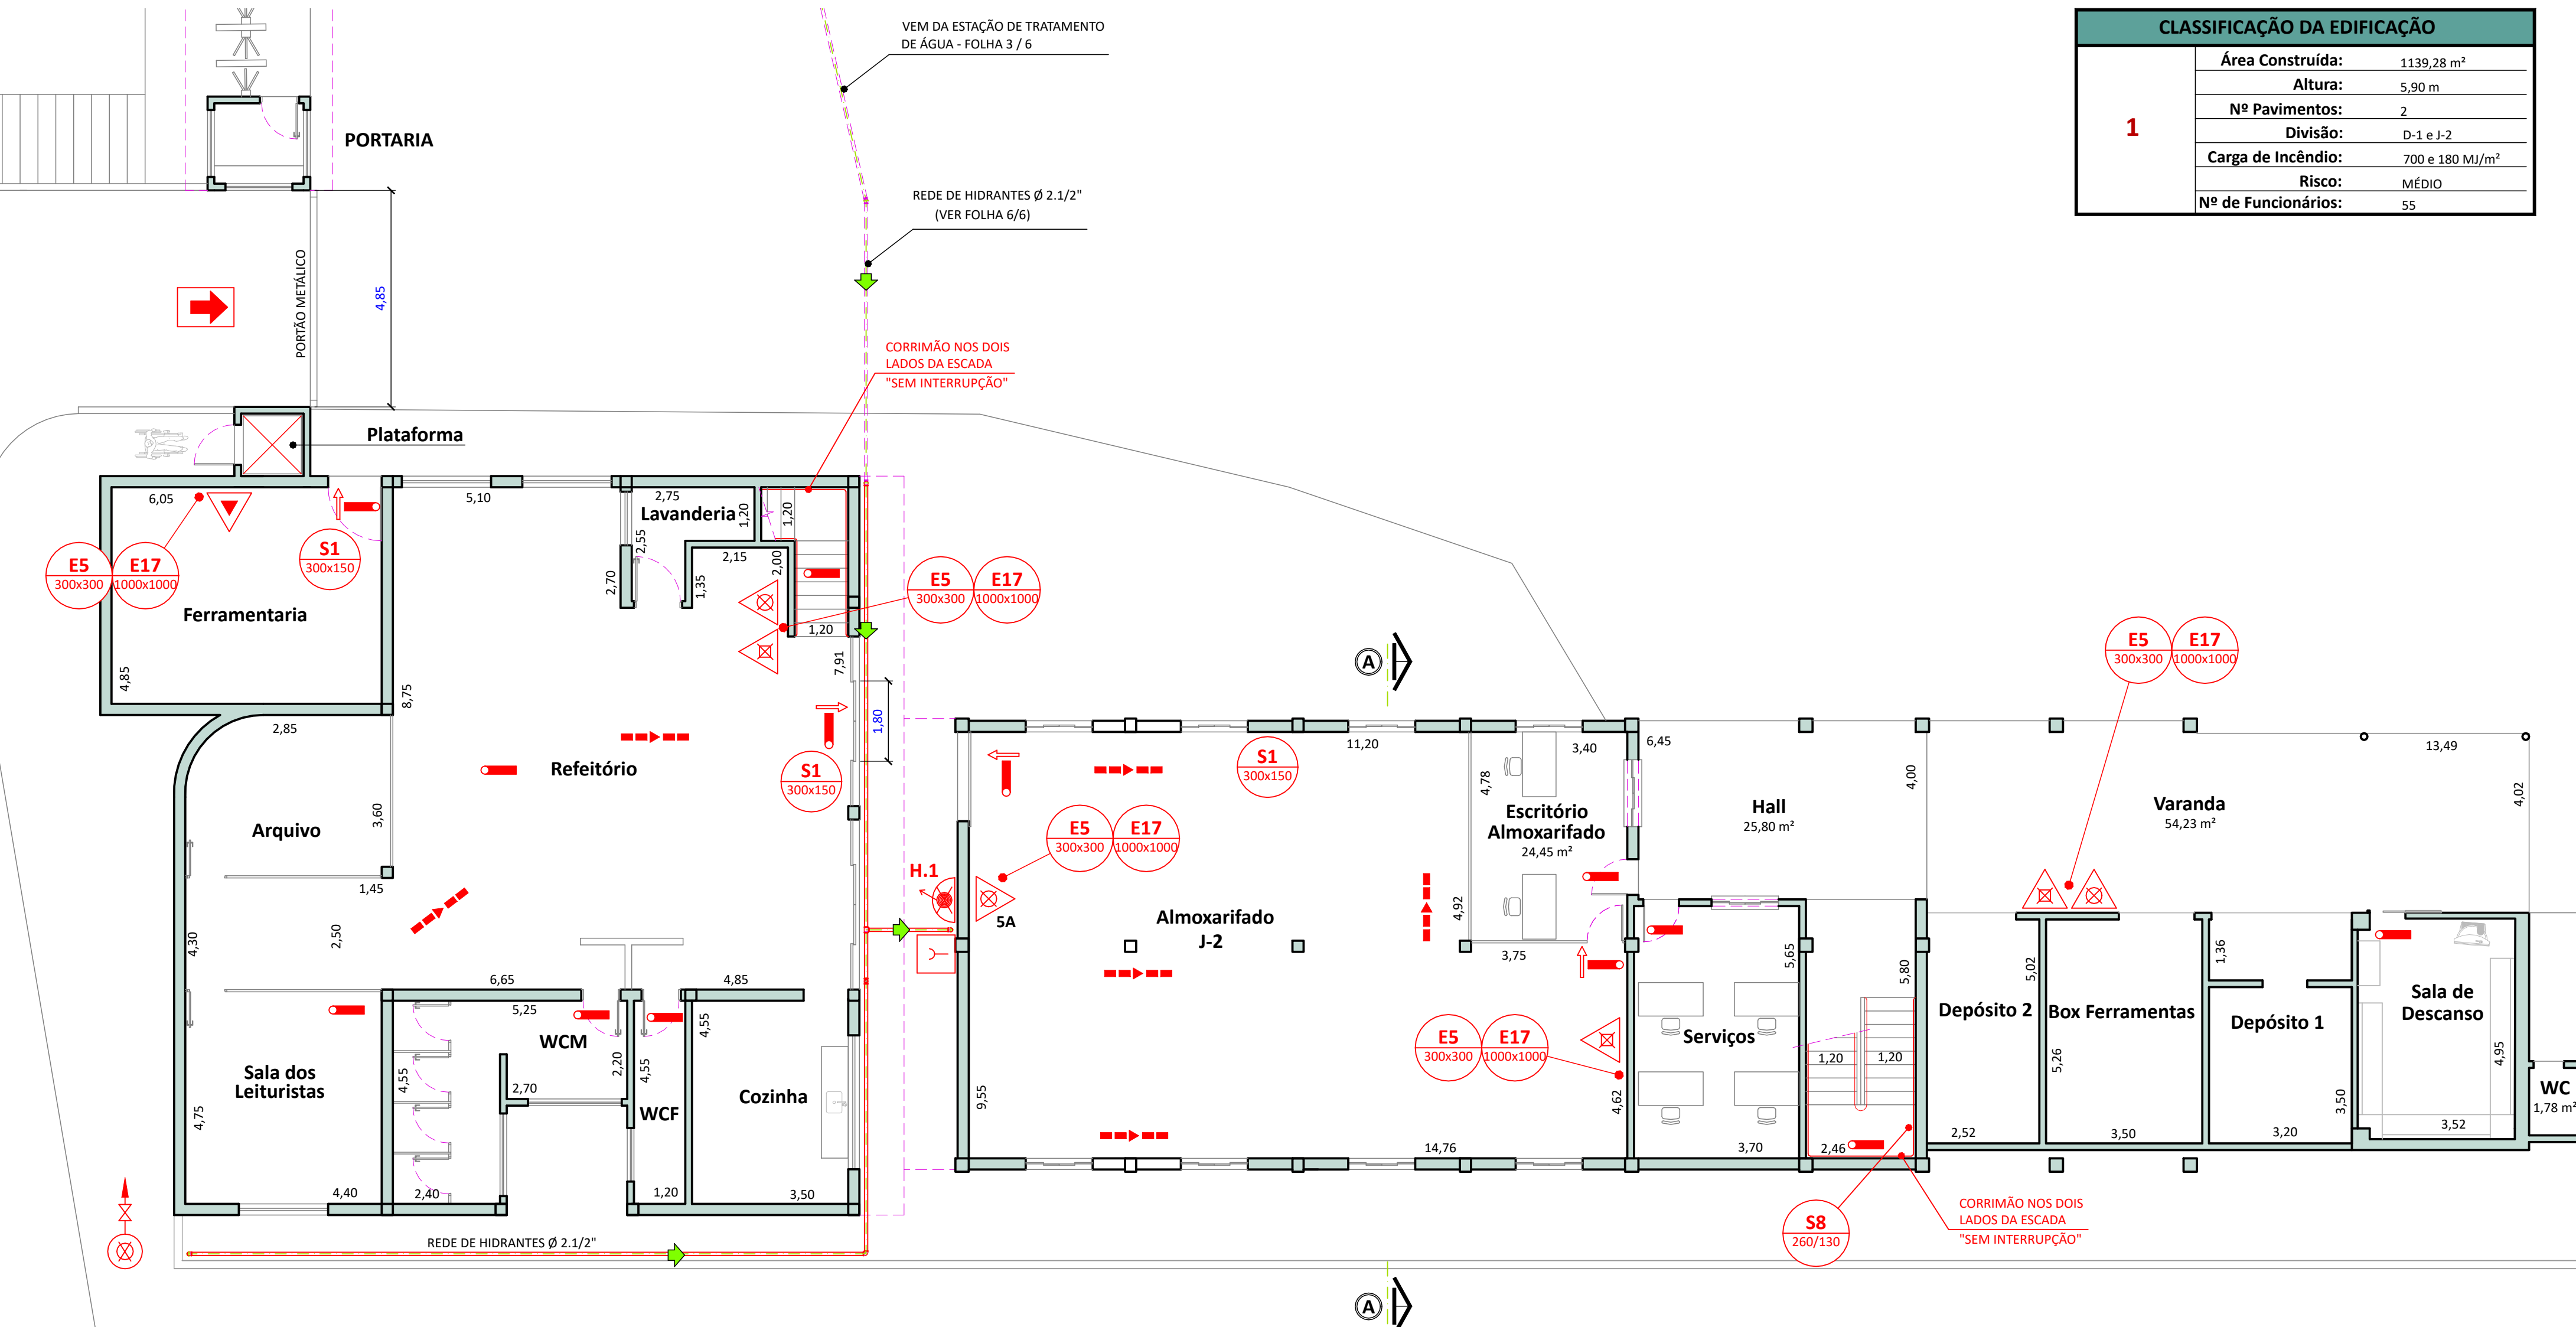 VEM DA ESTAÇÃO DE TRATAMENTO
DE ÁGUA - FOLHA 3 / 6
CLASSIFICAÇÃO DA EDIFICAÇÃO
1
Área Construída: 1139,28 m²
Altura: 5,90 m
Nº Pavimentos: 2
Divisão: D-1 e J-2
Carga de Incêndio: 700 e 180 MJ/m²
Risco: MÉDIO
Nº de Funcionários: 55
PORTARIA
REDE DE HIDRANTES Ø 2.1/2"
(VER FOLHA 6/6)
PORTÃO METÁLICO
4,85
CORRIMÃO NOS DOIS
LADOS DA ESCADA
"SEM INTERRUPÇÃO"
Plataforma
6,05
5,10
2,75
Lavanderia
1,20
1,20
2,55
2,15
2,00
2,70
1,35
1,20
E5
300x300
E17
1000x1000
S1
300x150
Ferramentaria
4,85
8,75
E5
300x300
E17
1000x1000
7,91
1,80
2,85
Refeitório
S1
300x150
Arquivo
3,60
1,45
2,50
4,30
6,65
4,85
5,25
WCM
2,20
4,55
4,55
4,55
2,70
WCF
Cozinha
Sala dos
Leituristas
4,75
4,40
2,40
1,20
3,50
REDE DE HIDRANTES Ø 2.1/2"
A
H.1
5A
E5
300x300
E17
1000x1000
S1
300x150
11,20
3,40
4,78
Escritório
Almoxarifado
24,45 m²
4,92
3,75
Almoxarifado
J-2
9,55
14,76
E5
300x300
E17
1000x1000
4,62
6,45
Hall
25,80 m²
4,00
5,65
5,80
Serviços
3,70
1,20
1,20
2,46
S8
260/130
CORRIMÃO NOS DOIS
LADOS DA ESCADA
"SEM INTERRUPÇÃO"
E5
300x300
E17
1000x1000
Varanda
54,23 m²
13,49
4,02
5,02
Depósito 2
2,52
Box Ferramentas
5,26
3,50
1,36
Depósito 1
3,50
3,20
Sala de
Descanso
4,95
3,52
WC
1,78 m²
A